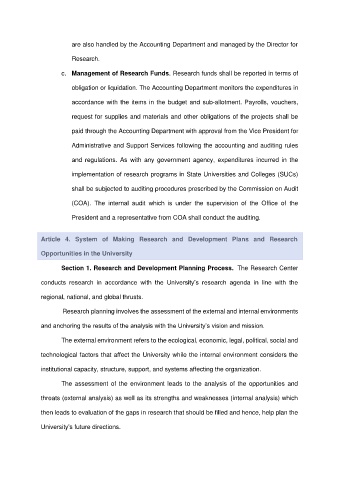 are also handled by the Accounting Department and managed by the Director for
Research.
c. Management of Research Funds. Research funds shall be reported in terms of
obligation or liquidation. The Accounting Department monitors the expenditures in
accordance with the items in the budget and sub-allotment. Payrolls, vouchers,
request for supplies and materials and other obligations of the projects shall be
paid through the Accounting Department with approval from the Vice President for
Administrative and Support Services following the accounting and auditing rules
and regulations. As with any government agency, expenditures incurred in the
implementation of research programs in State Universities and Colleges (SUCs)
shall be subjected to auditing procedures prescribed by the Commission on Audit
(COA). The internal audit which is under the supervision of the Office of the
President and a representative from COA shall conduct the auditing.
Article 4. System of Making Research and Development Plans and Research
Opportunities in the University
Section 1. Research and Development Planning Process. The Research Center
conducts research in accordance with the University's research agenda in line with the
regional, national, and global thrusts.
Research planning involves the assessment of the external and internal environments
and anchoring the results of the analysis with the University's vision and mission.
The external environment refers to the ecological, economic, legal, political, social and
technological factors that affect the University while the internal environment considers the
institutional capacity, structure, support, and systems affecting the organization.
The assessment of the environment leads to the analysis of the opportunities and
threats (external analysis) as well as its strengths and weaknesses (internal analysis) which
then leads to evaluation of the gaps in research that should be filled and hence, help plan the
University's future directions.